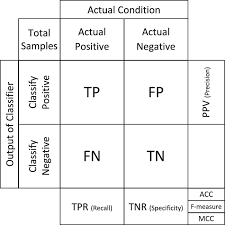 Actual Condition
Total
Samples
Actual
Positive
Actual
Negative
Output of Classifier
Classify
Positive
TP
FP
PPV (Precision)
Classify
Negative
FN
TN
TPR (Recall)
TNR (Specificity)
ACC
F-measure
MCC